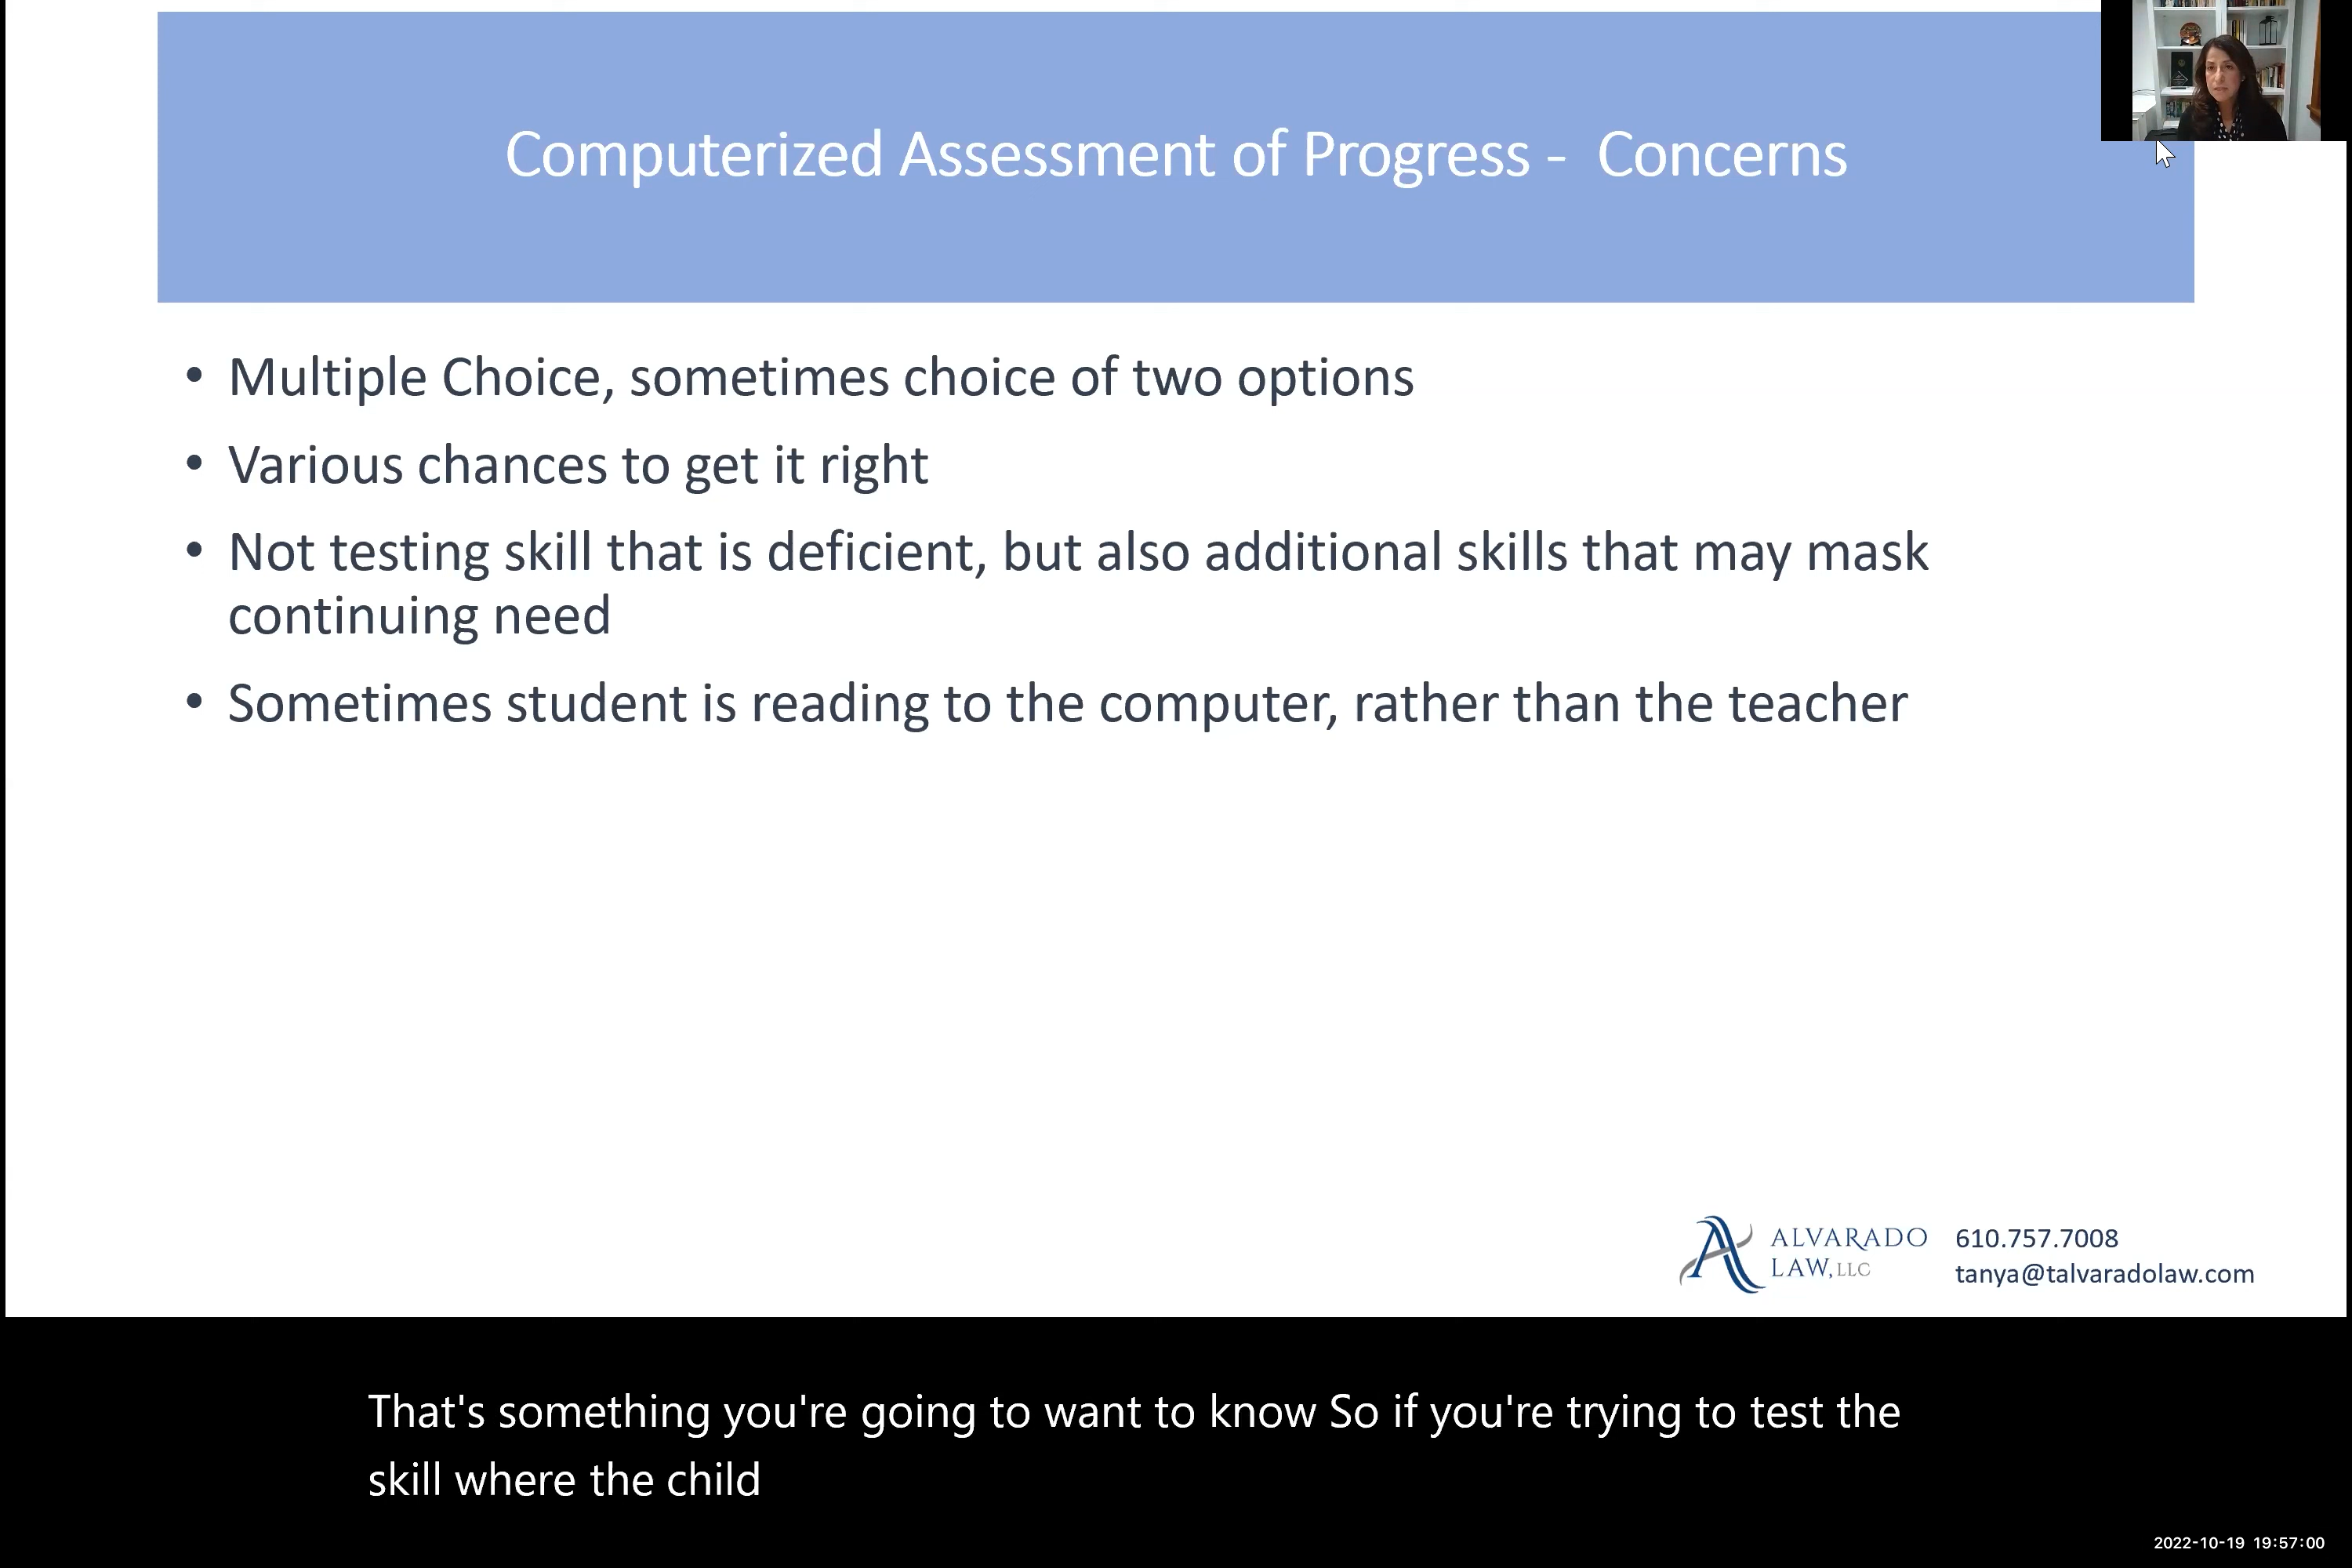 Computerized Assessment of Progress -  Concerns
• Multiple Choice, sometimes choice of two options
• Various chances to get it right
• Not testing skill that is deficient, but also additional skills that may mask
continuing need
• Sometimes student is reading to the computer, rather than the teacher
ALVARADO
LAW, LLC
610.757.7008
tanya@talvaradolaw.com
That's something you're going to want to know So if you're trying to test the
skill where the child
2022-10-19 19:57:00